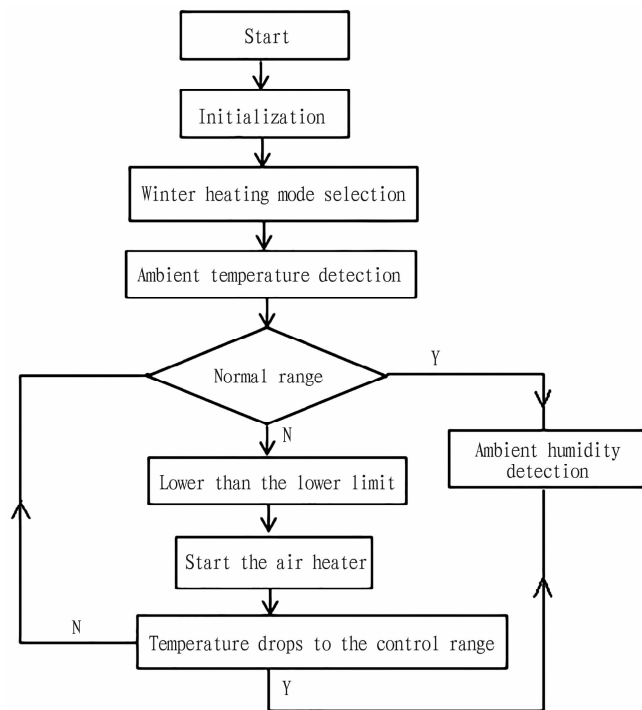 Start
Initialization
Winter heating mode selection
Ambient temperature detection
Normal range
Y
N
Ambient humidity
detection
Lower than the lower limit
Start the air heater
N
Temperature drops to the control range
Y